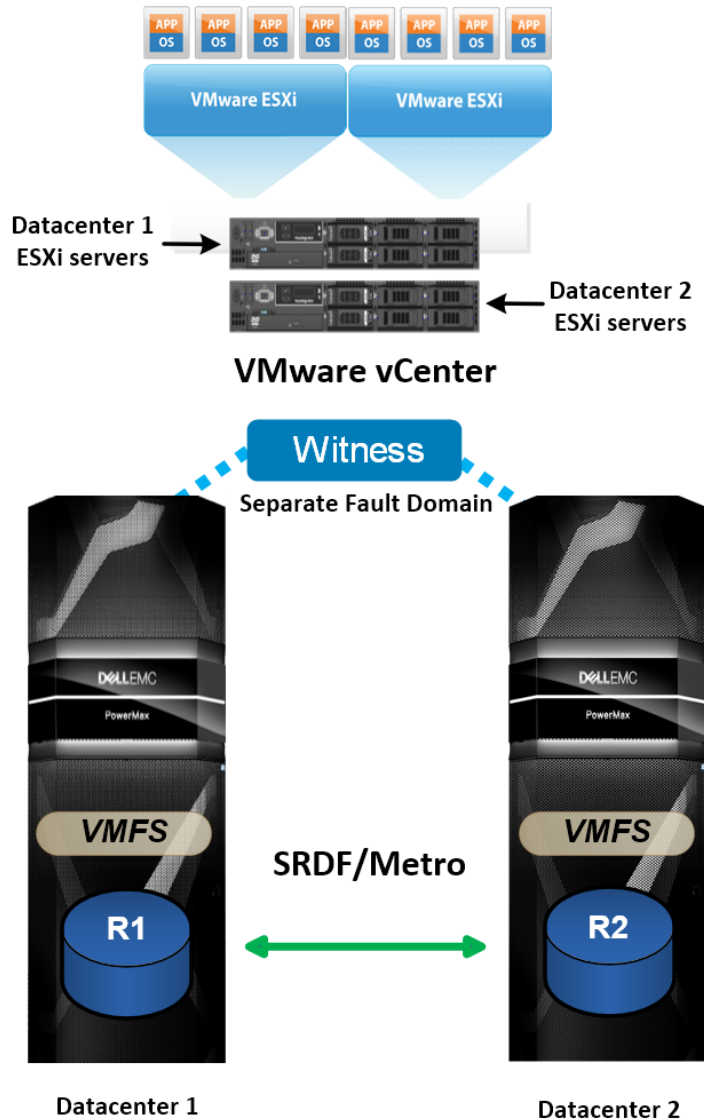 APP APP APP APP APP APP APP APP
OS OS OS OS OS OS OS OS
VMware ESXi VMware ESXi
Datacenter 1
ESXi servers
Datacenter 2
ESXi servers
VMware vCenter
Witness
Separate Fault Domain
DELLEMC DELLEMC
PowerMax PowerMax
VMFS VMFS
SRDF/Metro
R1 R2
Datacenter 1 Datacenter 2